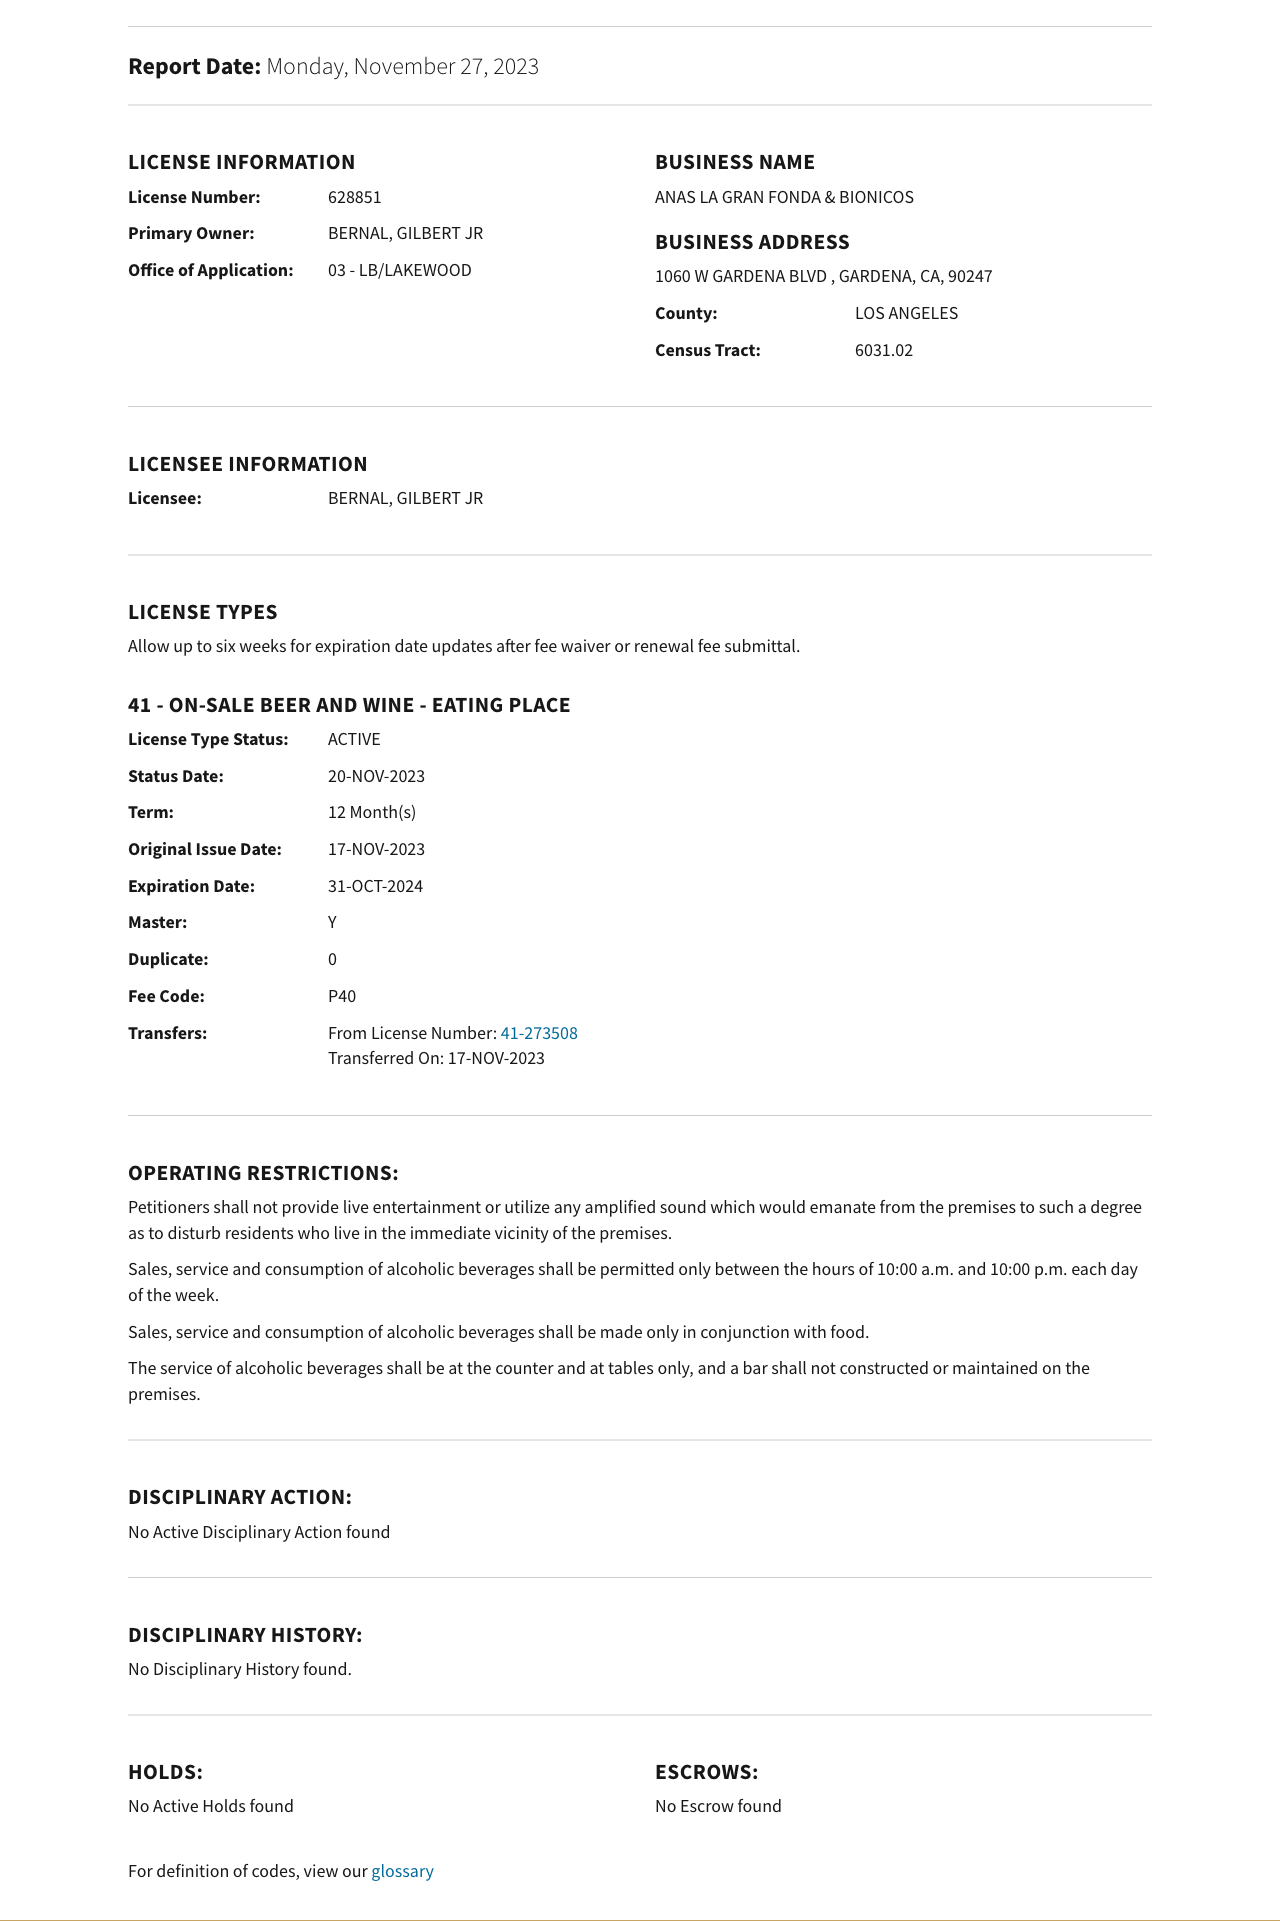 Report Date: Monday, November 27, 2023
LICENSE INFORMATION
License Number: 628851
Primary Owner: BERNAL, GILBERT JR
Office of Application: 03 - LB/LAKEWOOD
BUSINESS NAME
ANAS LA GRAN FONDA & BIONICOS
BUSINESS ADDRESS
1060 W GARDENA BLVD , GARDENA, CA, 90247
County: LOS ANGELES
Census Tract: 6031.02
LICENSEE INFORMATION
Licensee: BERNAL, GILBERT JR
LICENSE TYPES
Allow up to six weeks for expiration date updates after fee waiver or renewal fee submittal.
41 - ON-SALE BEER AND WINE - EATING PLACE
License Type Status: ACTIVE
Status Date: 20-NOV-2023
Term: 12 Month(s)
Original Issue Date: 17-NOV-2023
Expiration Date: 31-OCT-2024
Master: Y
Duplicate: 0
Fee Code: P40
Transfers: From License Number: 41-273508
Transferred On: 17-NOV-2023
OPERATING RESTRICTIONS:
Petitioners shall not provide live entertainment or utilize any amplified sound which would emanate from the premises to such a degree
as to disturb residents who live in the immediate vicinity of the premises.
Sales, service and consumption of alcoholic beverages shall be permitted only between the hours of 10:00 a.m. and 10:00 p.m. each day
of the week.
Sales, service and consumption of alcoholic beverages shall be made only in conjunction with food.
The service of alcoholic beverages shall be at the counter and at tables only, and a bar shall not constructed or maintained on the
premises.
DISCIPLINARY ACTION:
No Active Disciplinary Action found
DISCIPLINARY HISTORY:
No Disciplinary History found.
HOLDS:
No Active Holds found
ESCROWS:
No Escrow found
For definition of codes, view our glossary